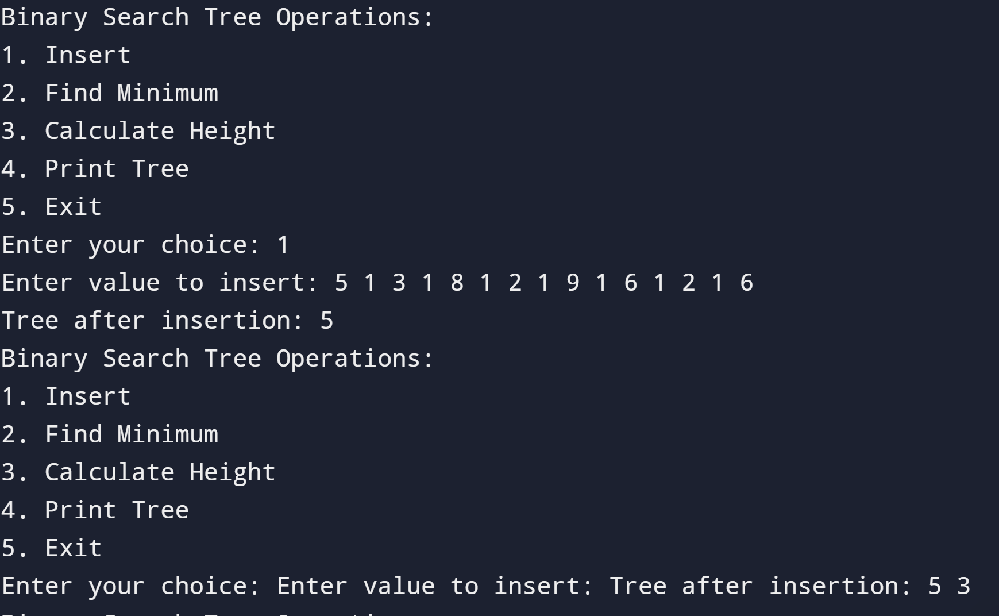 Binary Search Tree Operations:
1. Insert
2. Find Minimum
3. Calculate Height
4. Print Tree
5. Exit
Enter your choice: 1
Enter value to insert: 5 1 3 1 8 1 2 1 9 1 6 1 2 1 6
Tree after insertion: 5
Binary Search Tree Operations:
1. Insert
2. Find Minimum
3. Calculate Height
4. Print Tree
5. Exit
Enter your choice: Enter value to insert: Tree after insertion: 5 3